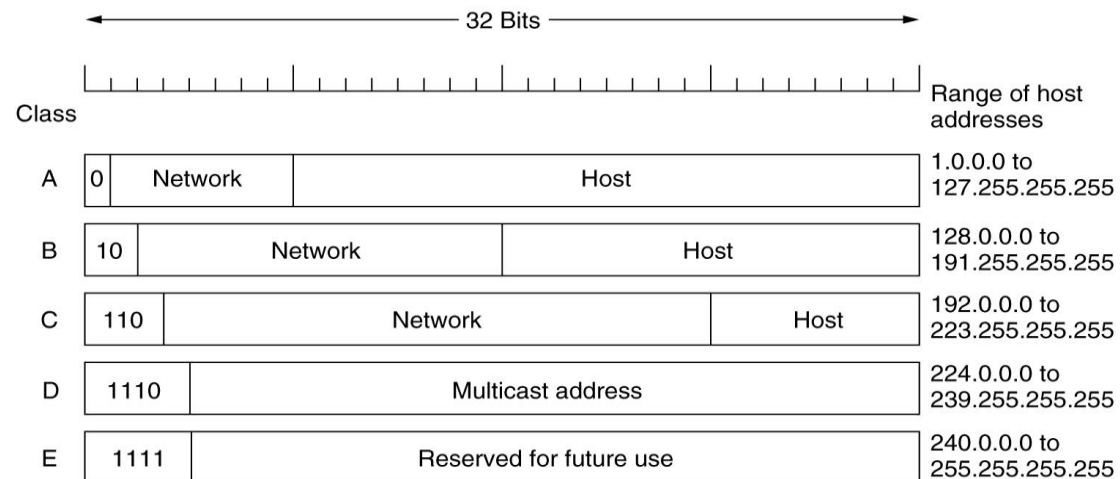 32 Bits
Range of host
addresses
Class
A
0
Network
Host
1.0.0.0 to
127.255.255.255
B
10
Network
Host
128.0.0.0 to
191.255.255.255
C
110
Network
Host
192.0.0.0 to
223.255.255.255
D
1110
Multicast address
224.0.0.0 to
239.255.255.255
E
1111
Reserved for future use
240.0.0.0 to
255.255.255.255